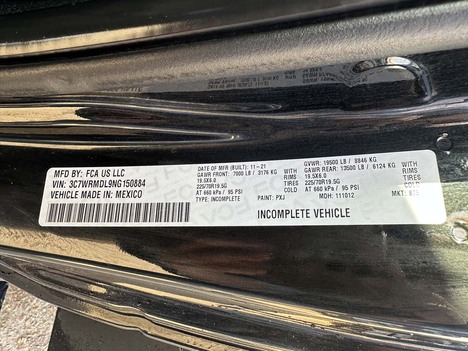 MFD BY: FCA US LLC
VIN: 3C7WRMDL9NG150884
VEHICLE MADE IN: MEXICO
DATE OF MFR (BUILT): 11-21
GAWR FRONT: 7000 LB / 3176 KG WITH
19.5X6.0 RIMS
225/70R19.5G TIRES
AT 660 kPa / 95 PSI COLD
TYPE: INCOMPLETE PAINT: PXJ
GVWR: 19500 LB / 8846 KG
GAWR REAR: 13500 LB / 6124 KG WITH
19.5X6.0 RIMS
225/70R19.5G TIRES
AT 660 kPa / 95 PSI COLD
MDH: 111012 MKT:
INCOMPLETE VEHICLE